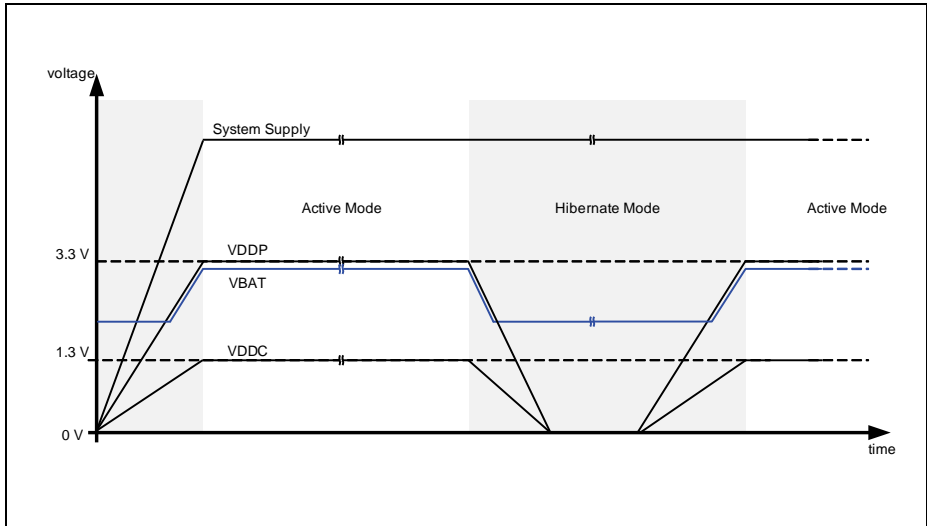 voltage
System Supply
Active Mode
Hibernate Mode
Active Mode
3.3 V
VDDP
VBAT
1.3 V
VDDC
0 V
time